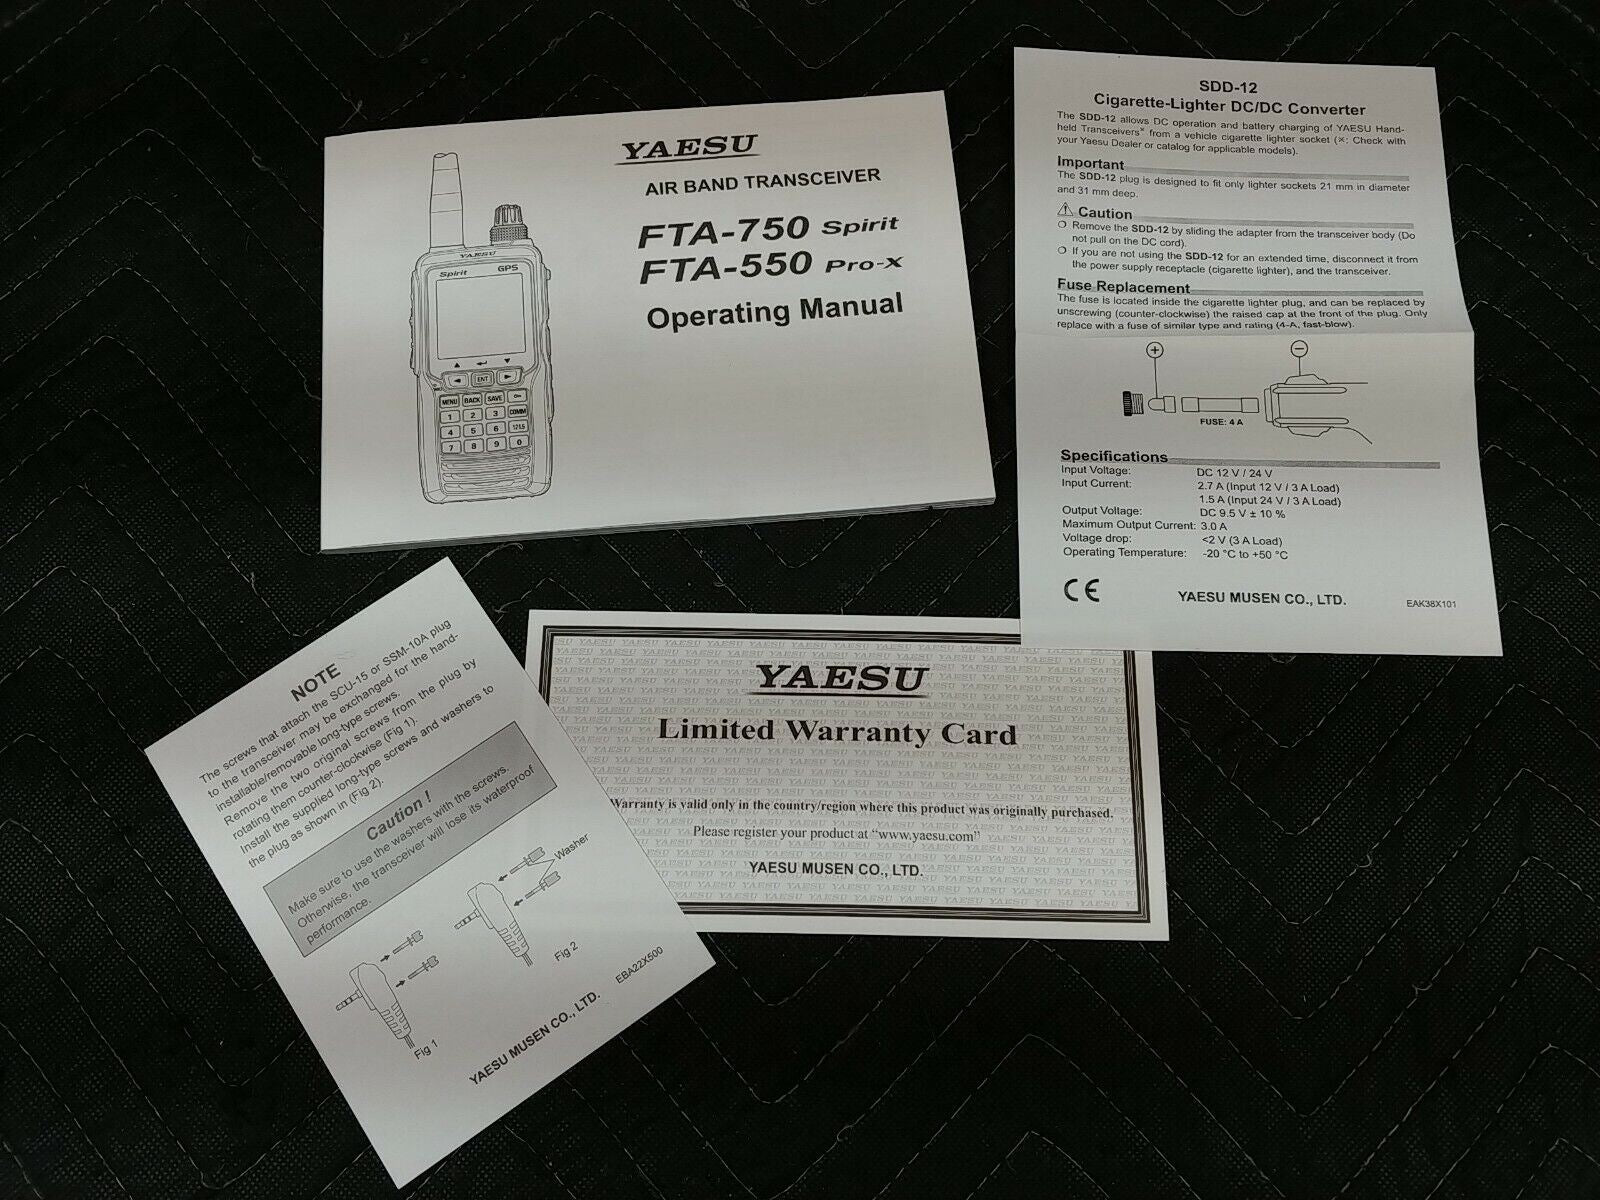 YAESU
AIR BAND TRANSCEIVER
FTA-750 Spirit
FTA-550 Pro-X
Operating Manual
YAESU
Spirit GPS
ENT
MENU BACK SAVE
1 2 3 COMM
4 5 6 121.5
7 8 9 0
SDD-12
Cigarette-Lighter DC/DC Converter
The SDD-12 allows DC operation and battery charging of YAESU Hand-
held Transceivers※ from a vehicle cigarette lighter socket (※: Check with
your Yaesu Dealer or catalog for applicable models).
Important
The SDD-12 plug is designed to fit only lighter sockets 21 mm in diameter
and 31 mm deep.
⚠ Caution
❍ Remove the SDD-12 by sliding the adapter from the transceiver body (Do
not pull on the DC cord).
❍ If you are not using the SDD-12 for an extended time, disconnect it from
the power supply receptacle (cigarette lighter), and the transceiver.
Fuse Replacement
The fuse is located inside the cigarette lighter plug, and can be replaced by
unscrewing (counter-clockwise) the raised cap at the front of the plug. Only
replace with a fuse of similar type and rating (4-A, fast-blow).
+ −
FUSE: 4 A
Specifications
Input Voltage: DC 12 V / 24 V
Input Current: 2.7 A (Input 12 V / 3 A Load)
1.5 A (Input 24 V / 3 A Load)
Output Voltage: DC 9.5 V ± 10 %
Maximum Output Current: 3.0 A
Voltage drop: <2 V (3 A Load)
Operating Temperature: -20 °C to +50 °C
CE YAESU MUSEN CO., LTD. EAK38X101
NOTE
The screws that attach the SCU-15 or SSM-10A plug
to the transceiver may be exchanged for the hand-
installable/removable long-type screws.
Remove the two original screws from the plug by
rotating them counter-clockwise (Fig 1).
Install the supplied long-type screws and washers to
the plug as shown in (Fig 2).
Caution !
Make sure to use the washers with the screws.
Otherwise, the transceiver will lose its waterproof
performance.
Washer
Fig 1
Fig 2
YAESU MUSEN CO., LTD. EBA22X500
YAESU
Limited Warranty Card
Warranty is valid only in the country/region where this product was originally purchased.
Please register your product at “www.yaesu.com”
YAESU MUSEN CO., LTD.